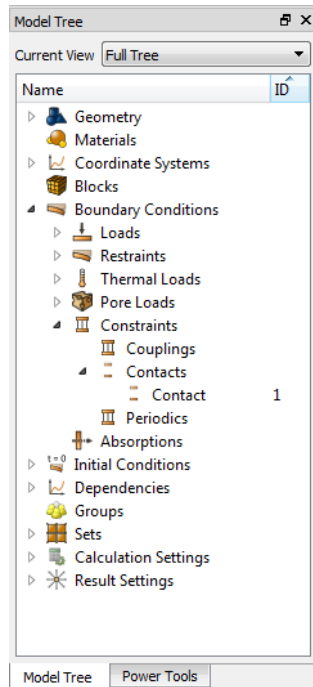 Model Tree
Current View Full Tree
Name ID
Geometry
Materials
Coordinate Systems
Blocks
Boundary Conditions
Loads
Restraints
Thermal Loads
Pore Loads
Constraints
Couplings
Contacts
Contact 1
Periodics
Absorptions
t=0 Initial Conditions
Dependencies
Groups
Sets
Calculation Settings
Result Settings
Model Tree Power Tools